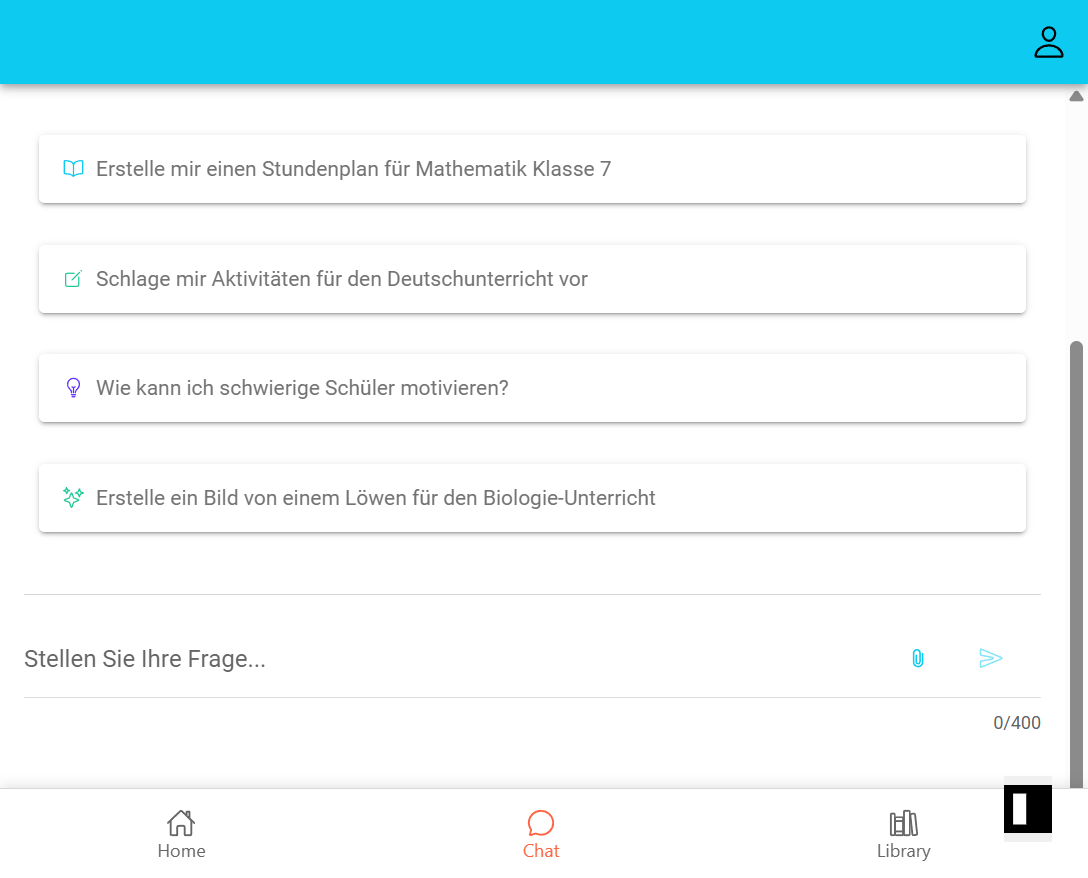 Erstelle mir einen Stundenplan für Mathematik Klasse 7
Schlage mir Aktivitäten für den Deutschunterricht vor
Wie kann ich schwierige Schüler motivieren?
Erstelle ein Bild von einem Löwen für den Biologie-Unterricht
Stellen Sie Ihre Frage...
0/400
Home
Chat
Library